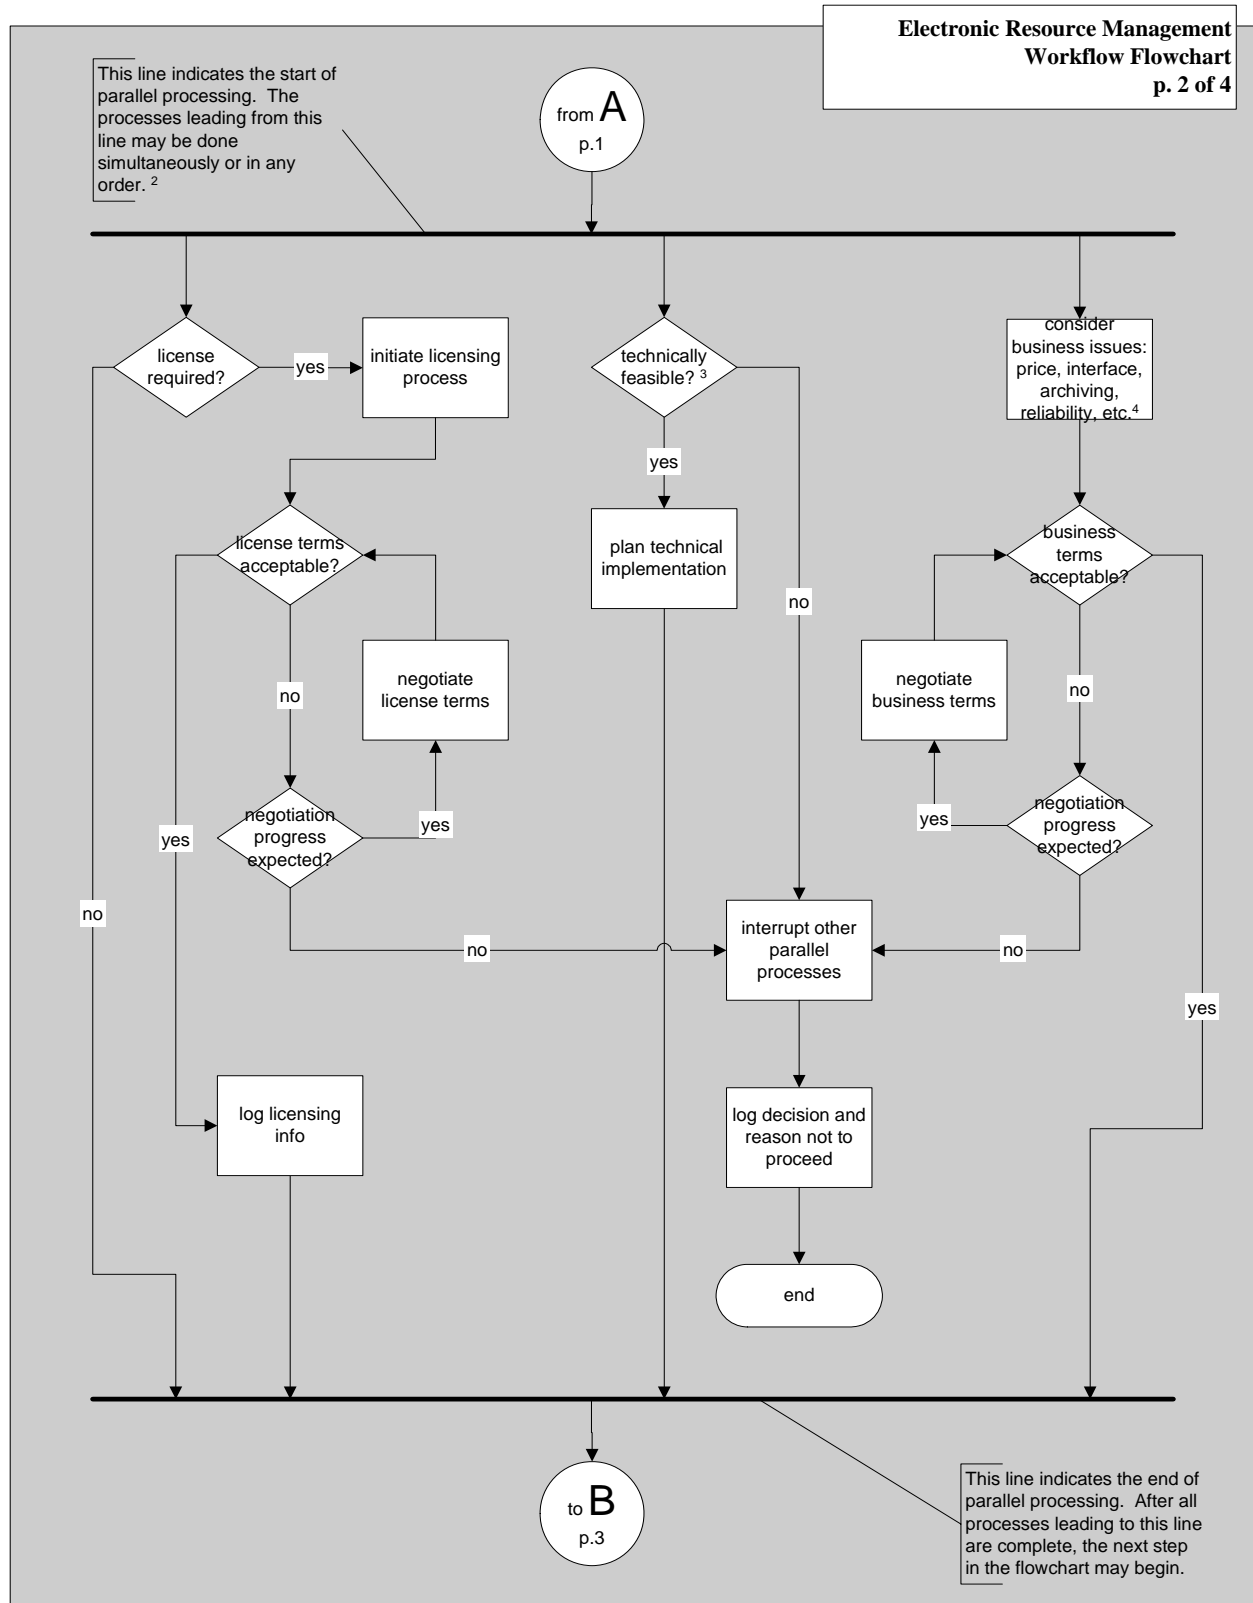 Electronic Resource Management
Workflow Flowchart
p. 2 of 4
This line indicates the start of
parallel processing.  The
processes leading from this
line may be done
simultaneously or in any
order. 2
from A
p.1
license
required?
yes
initiate licensing
process
technically
feasible? 3
consider
business issues:
price, interface,
archiving,
reliability, etc.4
yes
license terms
acceptable?
plan technical
implementation
business
terms
acceptable?
no
negotiate
license terms
no
negotiate
business terms
no
negotiation
progress
expected?
yes
yes
negotiation
progress
expected?
yes
no
no
interrupt other
parallel
processes
no
yes
log licensing
info
log decision and
reason not to
proceed
end
to B
p.3
This line indicates the end of
parallel processing.  After all
processes leading to this line
are complete, the next step
in the flowchart may begin.